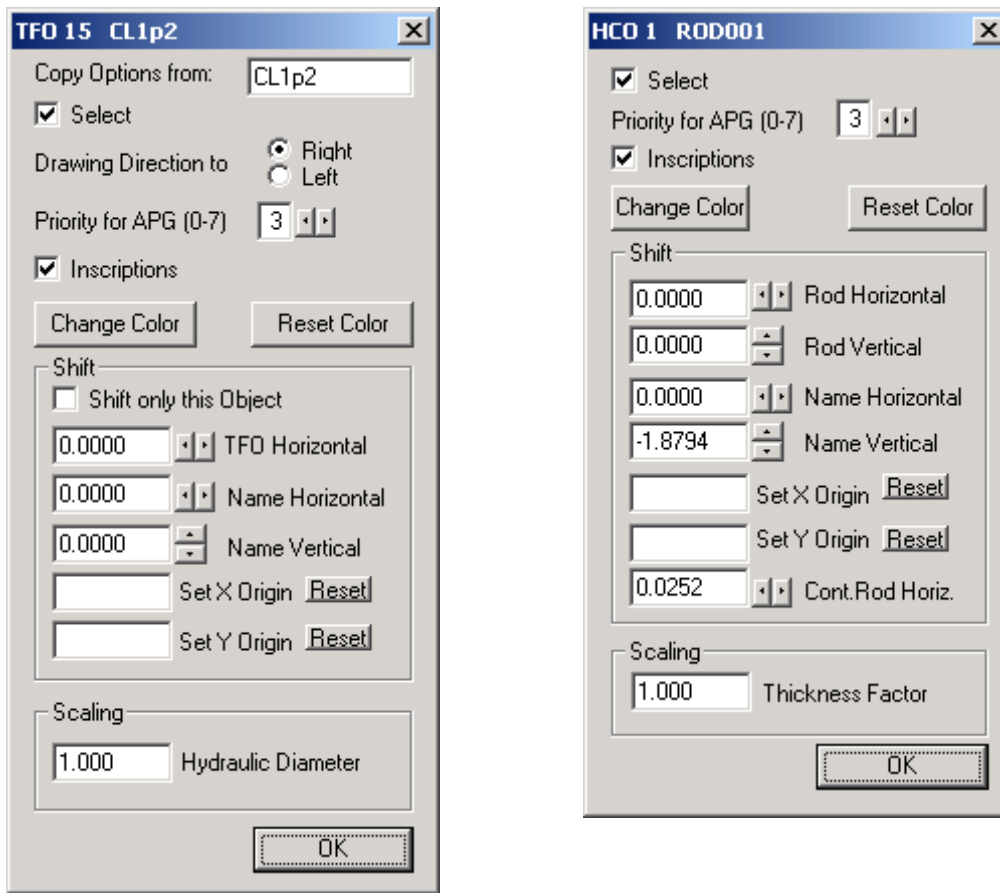 TFO 15 CL1p2
Copy Options from: CL1p2
Select
Drawing Direction to
Right
Left
Priority for APG (0-7) 3
Inscriptions
Change Color Reset Color
Shift
Shift only this Object
0.0000 TFO Horizontal
0.0000 Name Horizontal
0.0000 Name Vertical
Set X Origin Reset
Set Y Origin Reset
Scaling
1.000 Hydraulic Diameter
OK
HCO 1 ROD001
Select
Priority for APG (0-7) 3
Inscriptions
Change Color Reset Color
Shift
0.0000 Rod Horizontal
0.0000 Rod Vertical
0.0000 Name Horizontal
-1.8794 Name Vertical
Set X Origin Reset
Set Y Origin Reset
0.0252 Cont.Rod Horiz.
Scaling
1.000 Thickness Factor
OK